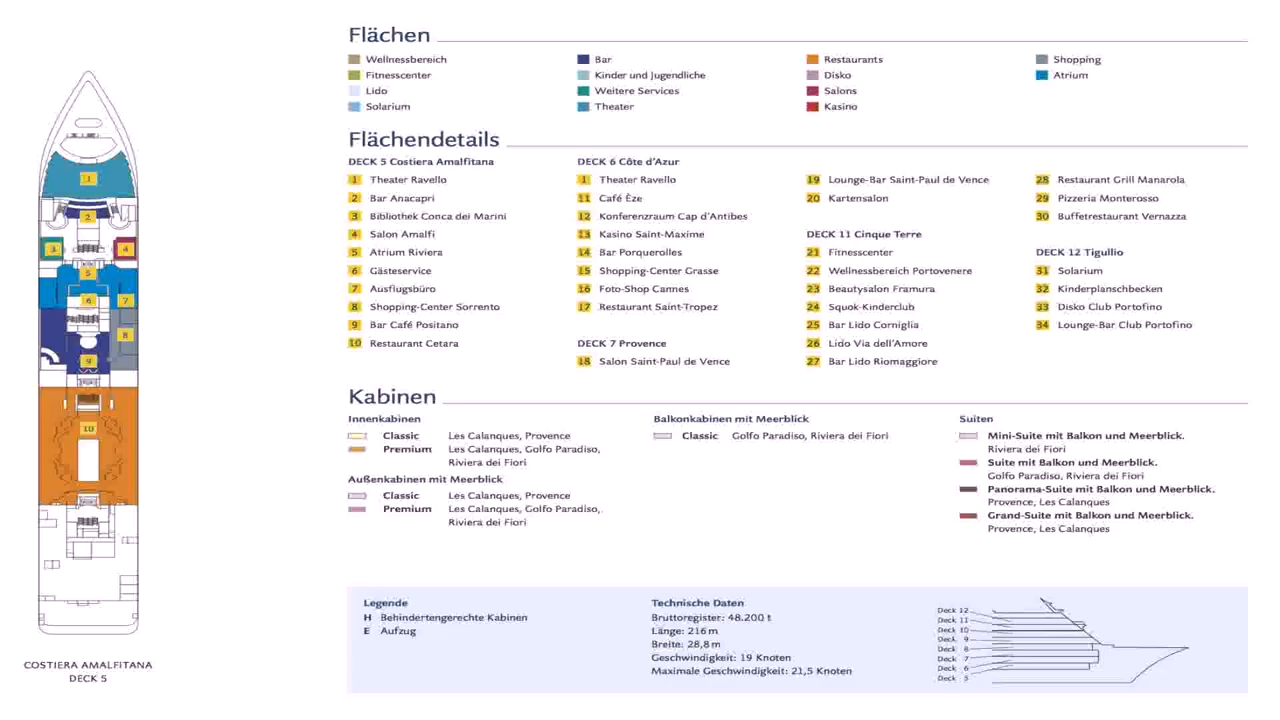 Flächen
Wellnessbereich
Fitnesscenter
Lido
Solarium
Bar
Kinder und Jugendliche
Weitere Services
Theater
Restaurants
Disko
Salons
Kasino
Shopping
Atrium
Flächendetails
DECK 5 Costiera Amalfitana
1 Theater Ravello
2 Bar Anacapri
3 Bibliothek Conca dei Marini
4 Salon Amalfi
5 Atrium Riviera
6 Gästeservice
7 Ausflugsbüro
8 Shopping-Center Sorrento
9 Bar Café Positano
10 Restaurant Cetara
DECK 6 Côte d'Azur
1 Theater Ravello
11 Café Èze
12 Konferenzraum Cap d'Antibes
13 Kasino Saint-Maxime
14 Bar Porquerolles
15 Shopping-Center Grasse
16 Foto-Shop Cannes
17 Restaurant Saint-Tropez
DECK 7 Provence
18 Salon Saint-Paul de Vence
19 Lounge-Bar Saint-Paul de Vence
20 Kartensalon
DECK 11 Cinque Terre
21 Fitnesscenter
22 Wellnessbereich Portovenere
23 Beautysalon Framura
24 Squok-Kinderclub
25 Bar Lido Corniglia
26 Lido Via dell'Amore
27 Bar Lido Riomaggiore
28 Restaurant Grill Manarola
29 Pizzeria Monterosso
30 Buffetrestaurant Vernazza
DECK 12 Tigullio
31 Solarium
32 Kinderplanschbecken
33 Disko Club Portofino
34 Lounge-Bar Club Portofino
Kabinen
Innenkabinen
Classic Les Calanques, Provence
Premium Les Calanques, Golfo Paradiso,
Riviera dei Fiori
Außenkabinen mit Meerblick
Classic Les Calanques, Provence
Premium Les Calanques, Golfo Paradiso,
Riviera dei Fiori
Balkonkabinen mit Meerblick
Classic Golfo Paradiso, Riviera dei Fiori
Suiten
Mini-Suite mit Balkon und Meerblick.
Riviera dei Fiori
Suite mit Balkon und Meerblick.
Golfo Paradiso, Riviera dei Fiori
Panorama-Suite mit Balkon und Meerblick.
Provence, Les Calanques
Grand-Suite mit Balkon und Meerblick.
Provence, Les Calanques
Legende
H Behindertengerechte Kabinen
E Aufzug
Technische Daten
Bruttoregister: 48.200 t
Länge: 216 m
Breite: 28,8 m
Geschwindigkeit: 19 Knoten
Maximale Geschwindigkeit: 21,5 Knoten
Deck 12
Deck 11
Deck 10
Deck 9
Deck 8
Deck 7
Deck 6
Deck 5
1
2
3
4
5
6
7
8
9
10
COSTIERA AMALFITANA
DECK 5